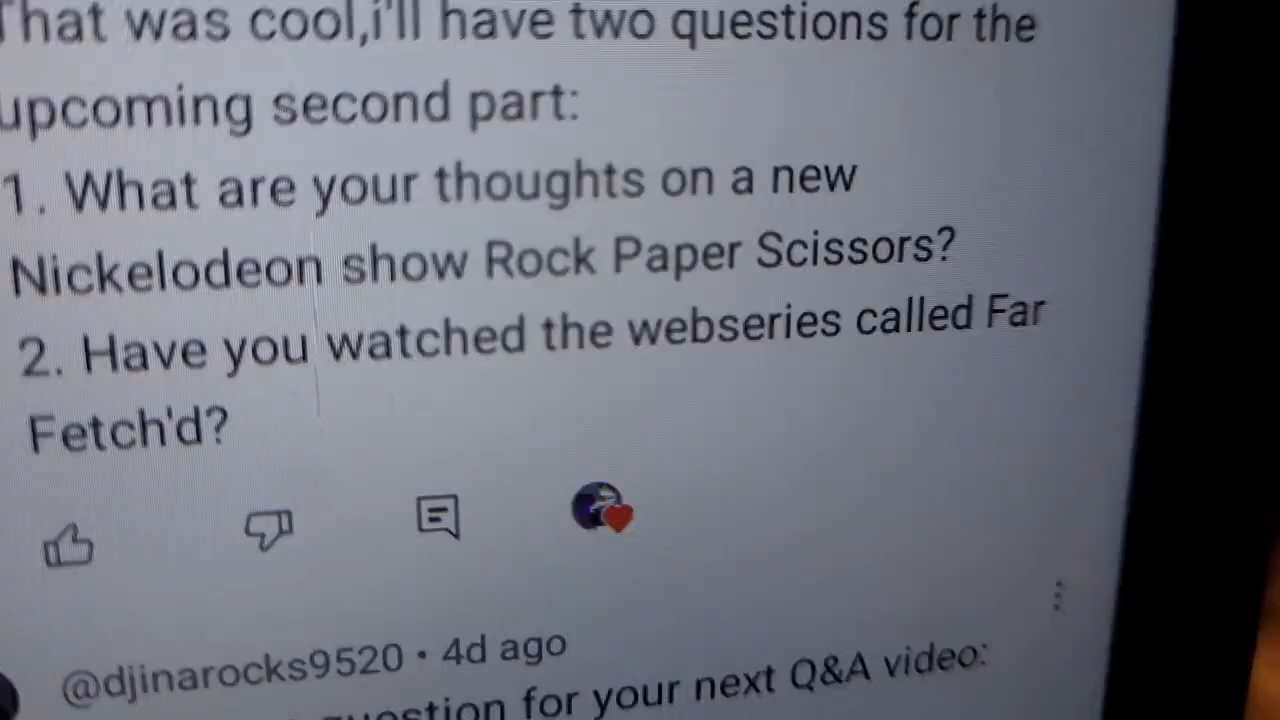 That was cool,i'll have two questions for the
upcoming second part:
1. What are your thoughts on a new
Nickelodeon show Rock Paper Scissors?
2. Have you watched the webseries called Far
Fetch'd?
@djinarocks9520 • 4d ago
question for your next Q&A video: